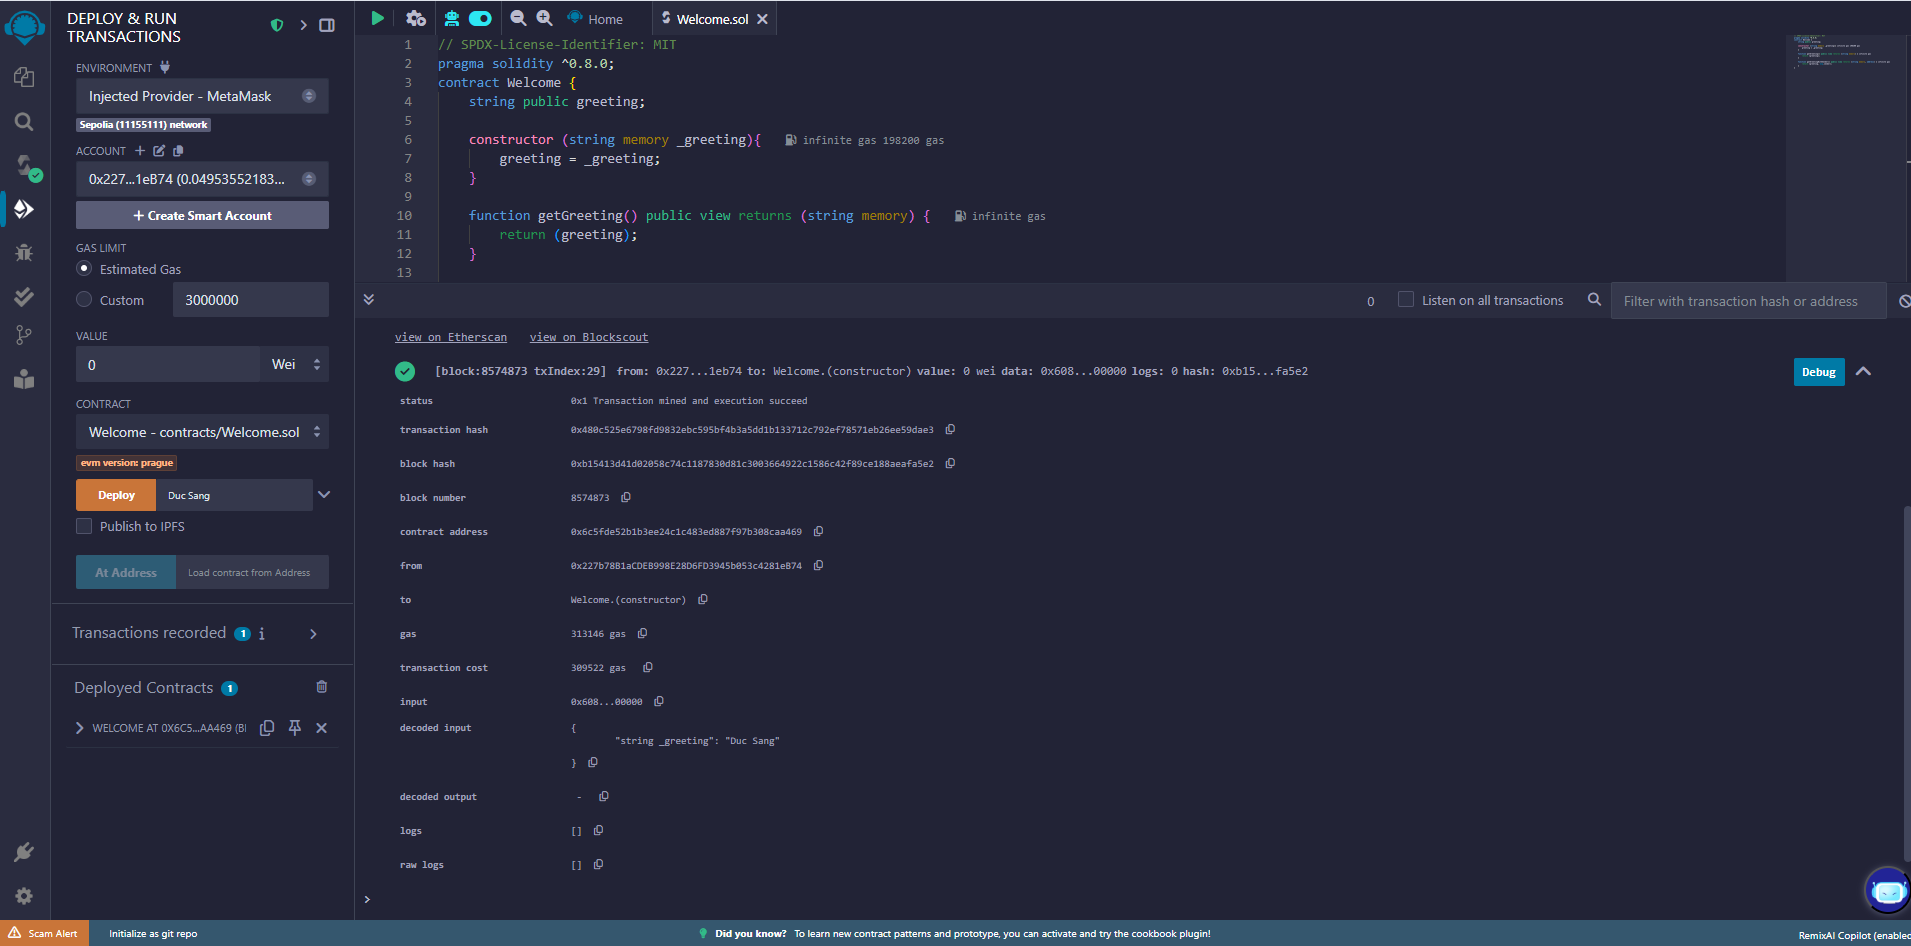 DEPLOY & RUN
TRANSACTIONS
ENVIRONMENT
Injected Provider - MetaMask
Sepolia (11155111) network
ACCOUNT
0x227...1eB74 (0.04953552183...
+ Create Smart Account
GAS LIMIT
Estimated Gas
Custom 3000000
VALUE
0 Wei
CONTRACT
Welcome - contracts/Welcome.sol
evm version: prague
Deploy Duc Sang
Publish to IPFS
At Address Load contract from Address
Transactions recorded 1 i
Deployed Contracts 1
WELCOME AT 0X6C5...AA469 (Bl
Home Welcome.sol
1 // SPDX-License-Identifier: MIT
2 pragma solidity ^0.8.0;
3 contract Welcome {
4 string public greeting;
5
6 constructor (string memory _greeting){ infinite gas 198200 gas
7 greeting = _greeting;
8 }
9
10 function getGreeting() public view returns (string memory) { infinite gas
11 return (greeting);
12 }
13
0 Listen on all transactions Filter with transaction hash or address
view on Etherscan view on Blockscout
[block:8574873 txIndex:29] from: 0x227...1eb74 to: Welcome.(constructor) value: 0 wei data: 0x608...00000 logs: 0 hash: 0xb15...fa5e2
Debug
status 0x1 Transaction mined and execution succeed
transaction hash 0x480c525e6798fd9832ebc595bf4b3a5dd1b133712c792ef78571eb26ee59dae3
block hash 0xb15413d41d02058c74c1187830d81c3003664922c1586c42f89ce188aeafa5e2
block number 8574873
contract address 0x6c5fde52b1b3ee24c1c483ed887f97b308caa469
from 0x227b78B1aCDEB998E28D6FD3945b053c4281eB74
to Welcome.(constructor)
gas 313146 gas
transaction cost 309522 gas
input 0x608...00000
decoded input {
"string _greeting": "Duc Sang"
}
decoded output -
logs []
raw logs []
>
Scam Alert Initialize as git repo Did you know? To learn new contract patterns and prototype, you can activate and try the cookbook plugin! RemixAI Copilot (enabled